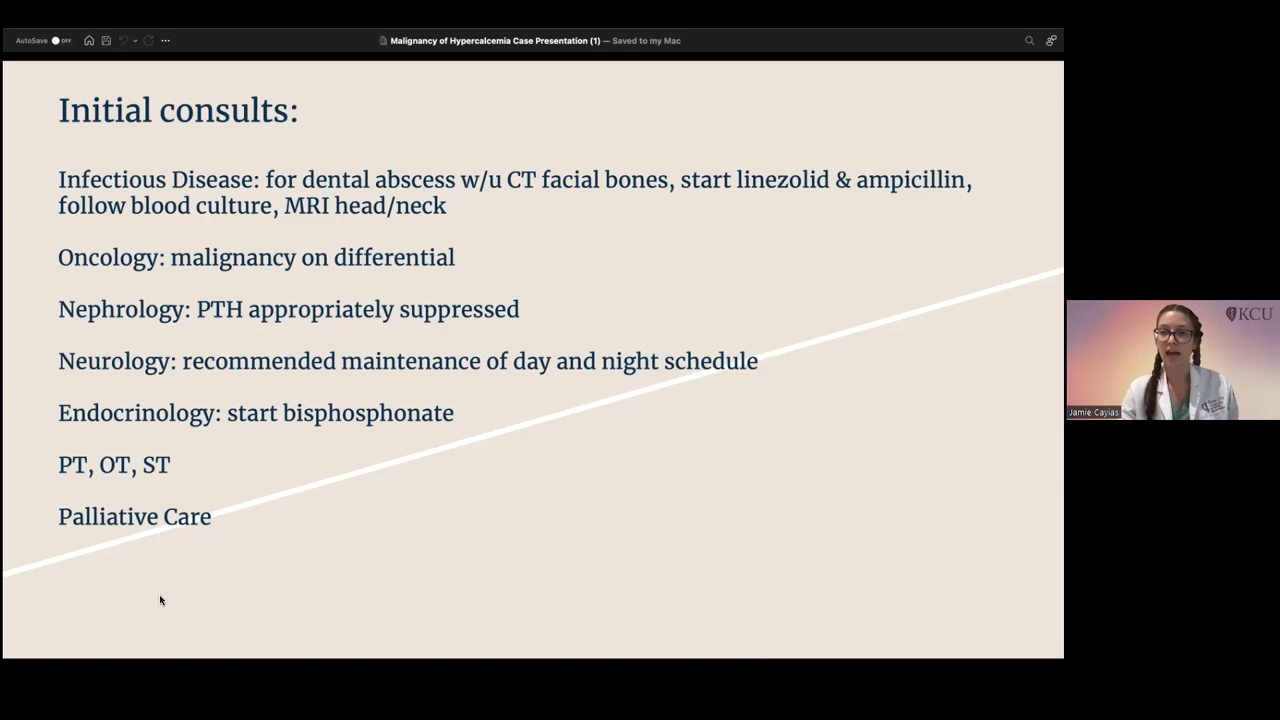 AutoSave OFF
Malignancy of Hypercalcemia Case Presentation (1) — Saved to my Mac
Initial consults:
Infectious Disease: for dental abscess w/u CT facial bones, start linezolid & ampicillin,
follow blood culture, MRI head/neck
Oncology: malignancy on differential
Nephrology: PTH appropriately suppressed
Neurology: recommended maintenance of day and night schedule
Endocrinology: start bisphosphonate
PT, OT, ST
Palliative Care
KCU
Jamie Cayias